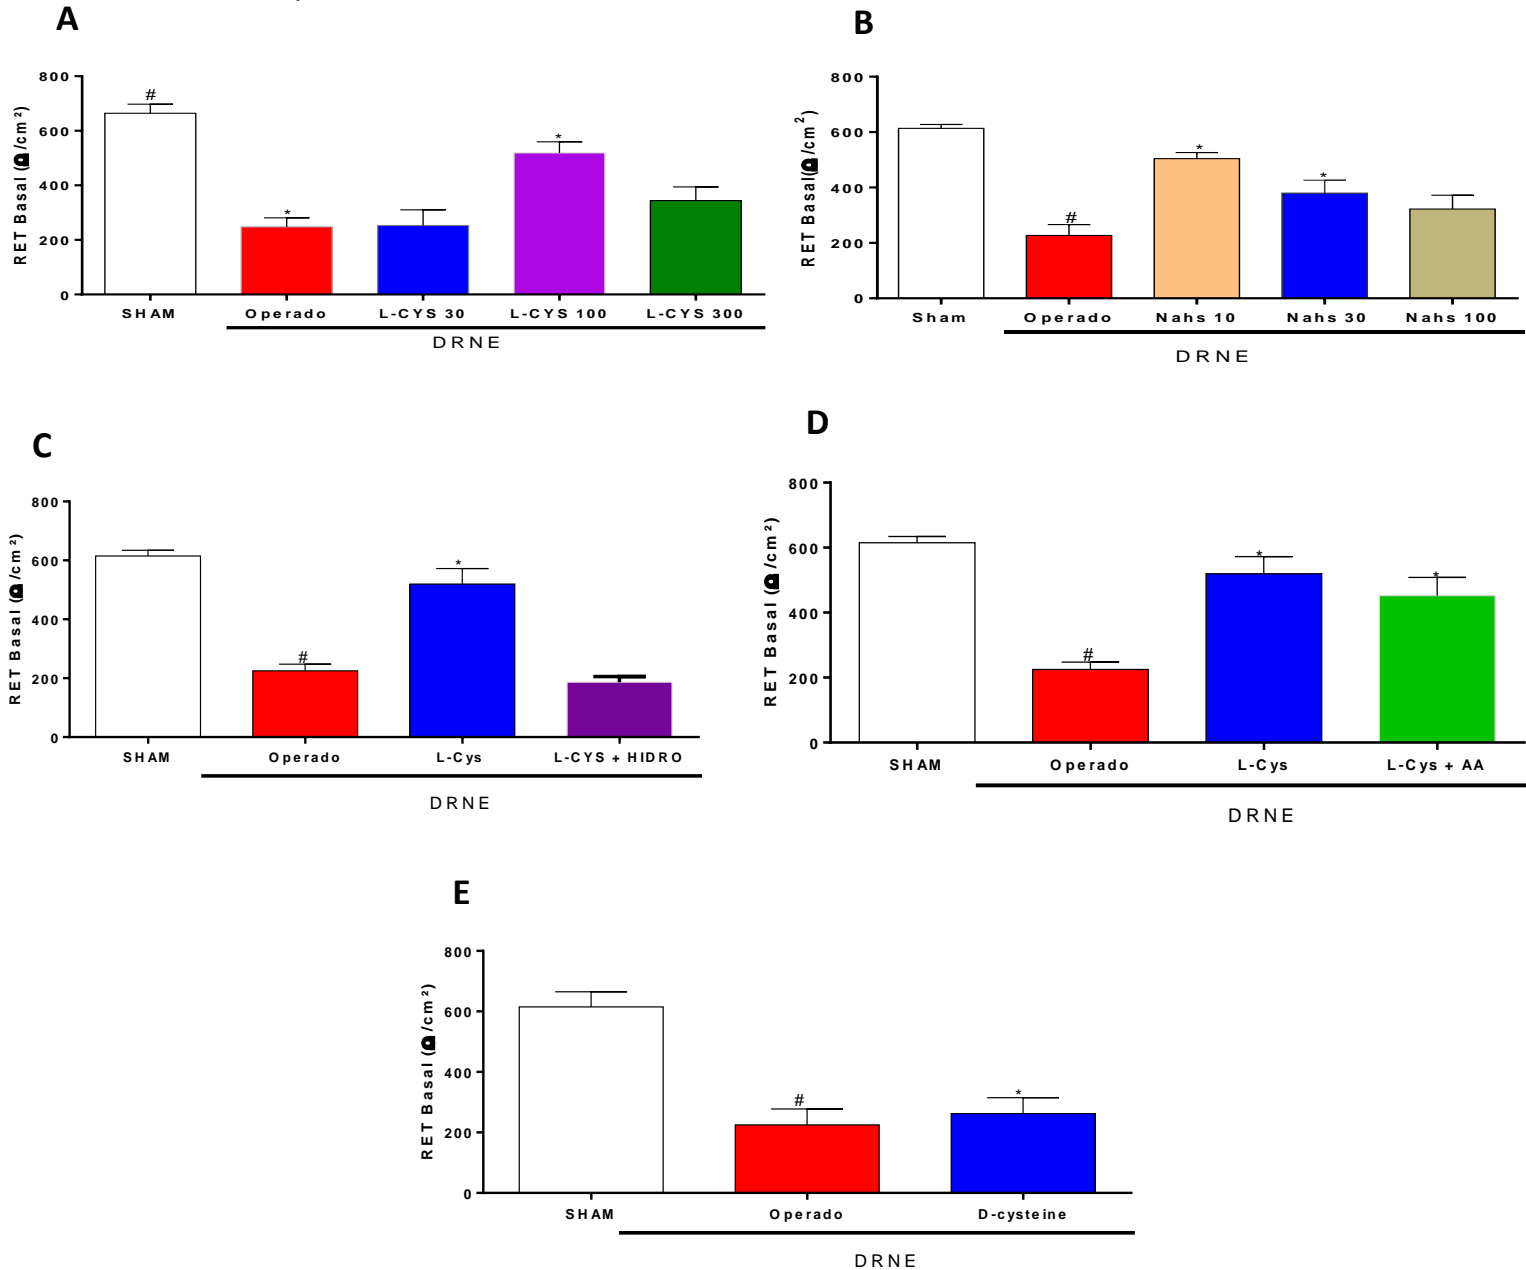 A
RET Basal (Ω/cm²)
800
600
400
200
0
#
*
*
SHAM Operado L-CYS 30 L-CYS 100 L-CYS 300
DRNE
B
RET Basal(Ω/cm²)
800
600
400
200
0
#
*
*
Sham Operado Nahs 10 Nahs 30 Nahs 100
DRNE
C
RET Basal (Ω/cm²)
800
600
400
200
0
#
*
SHAM Operado L-Cys L-CYS + HIDRO
DRNE
D
RET Basal (Ω/cm²)
800
600
400
200
0
#
*
*
SHAM Operado L-Cys L-Cys + AA
DRNE
E
RET Basal (Ω/cm²)
800
600
400
200
0
#
*
SHAM Operado D-cysteine
DRNE